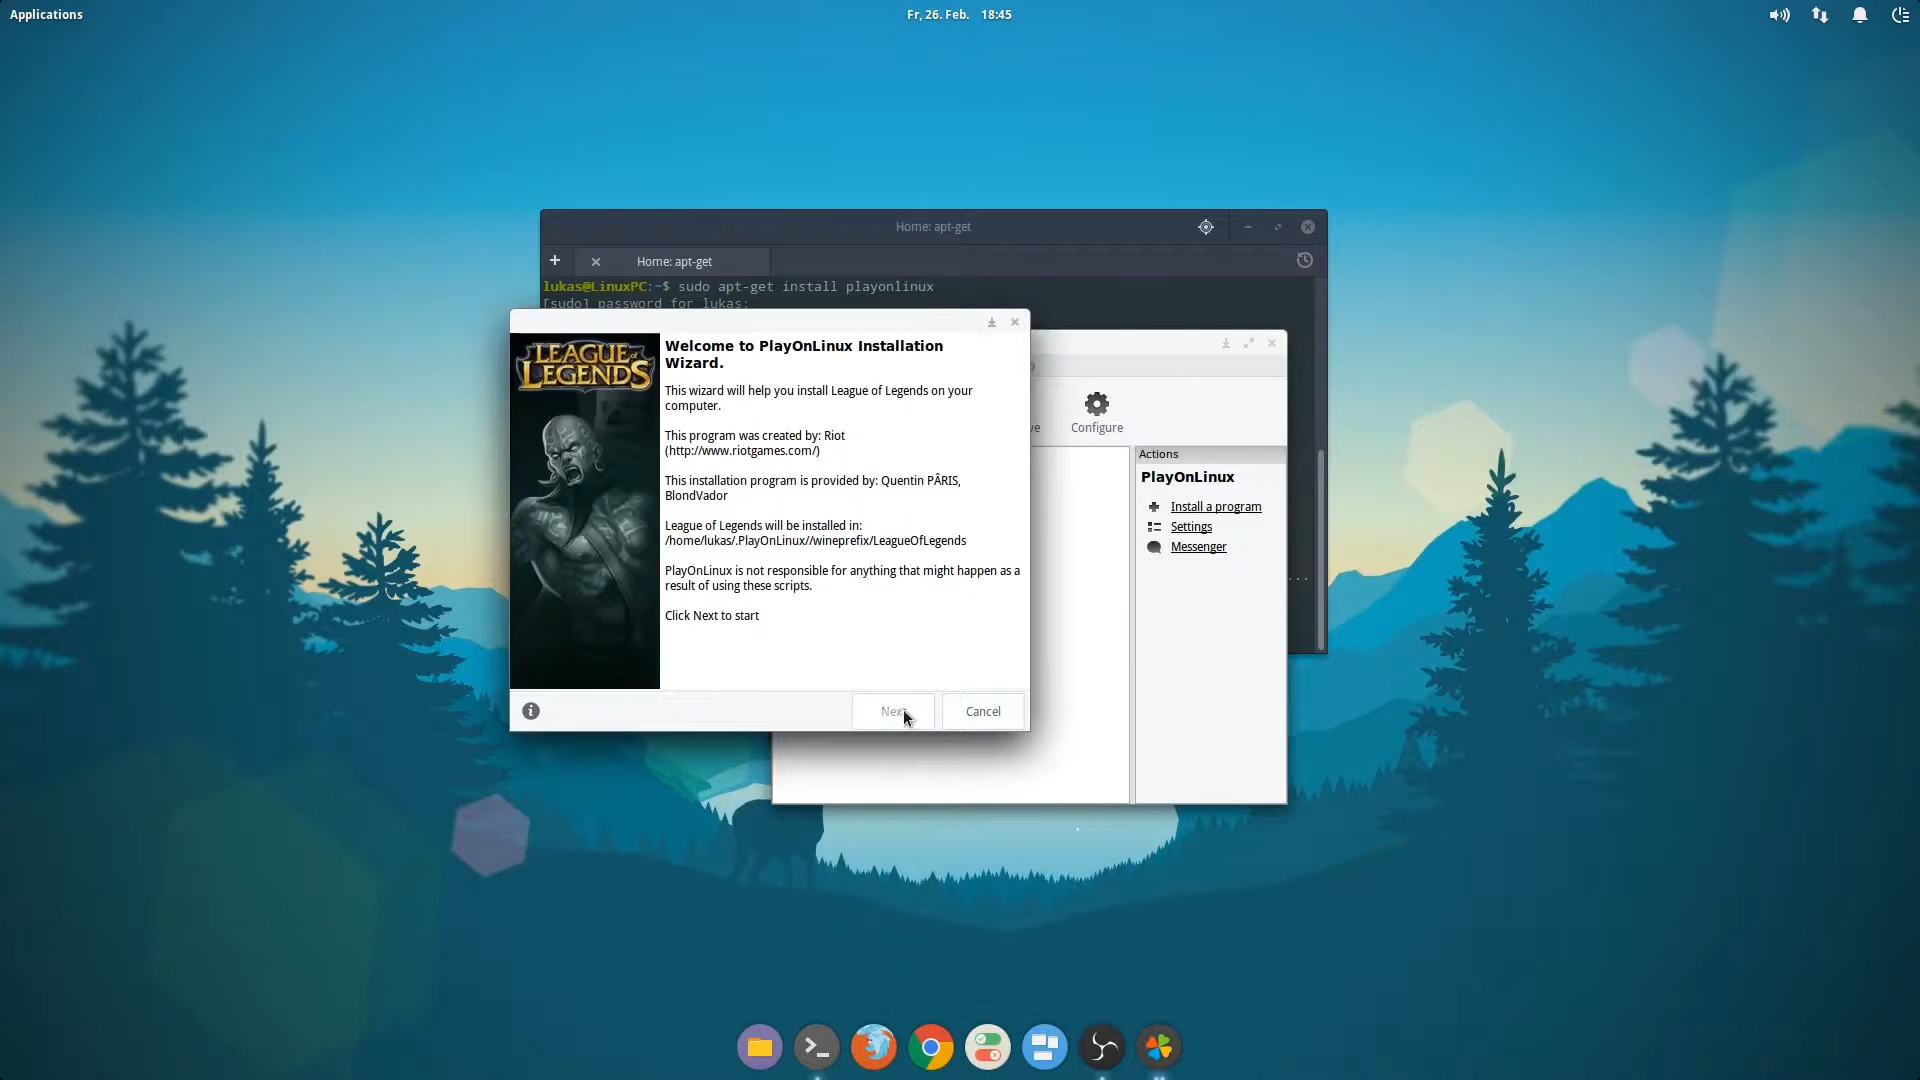 Applications
Fr, 26. Feb. 18:45
Home: apt-get
Home: apt-get
lukas@LinuxPC:~$ sudo apt-get install playonlinux
[sudo] password for lukas:
LEAGUE of
LEGENDS
Welcome to PlayOnLinux Installation
Wizard.
This wizard will help you install League of Legends on your
computer.
This program was created by: Riot
(http://www.riotgames.com/)
This installation program is provided by: Quentin PÂRIS,
BlondVador
League of Legends will be installed in:
/home/lukas/.PlayOnLinux//wineprefix/LeagueOfLegends
PlayOnLinux is not responsible for anything that might happen as a
result of using these scripts.
Click Next to start
Cancel
ve
Configure
Actions
PlayOnLinux
Install a program
Settings
Messenger
...